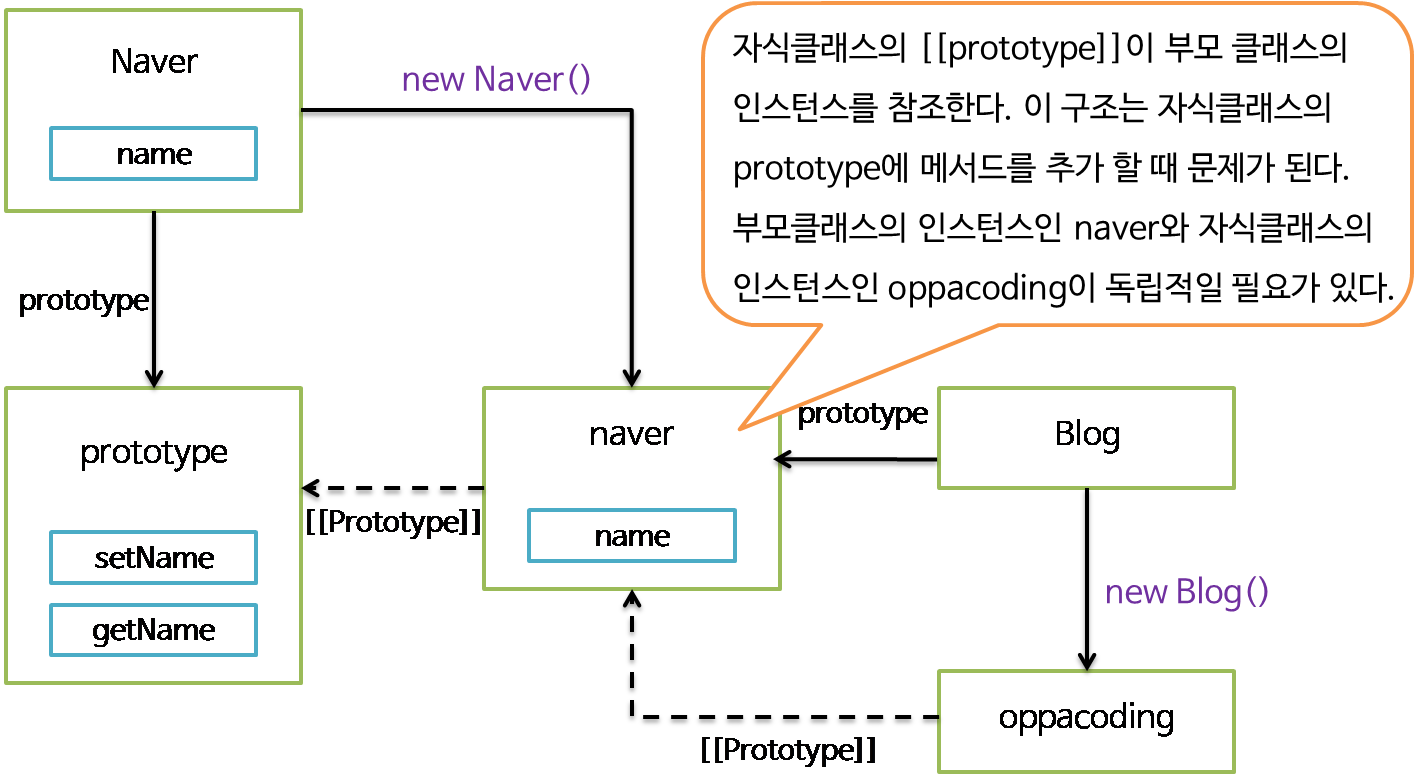 Naver
name
new Naver()
자식클래스의 [[prototype]]이 부모 클래스의
인스턴스를 참조한다. 이 구조는 자식클래스의
prototype에 메서드를 추가 할 때 문제가 된다.
부모클래스의 인스턴스인 naver와 자식클래스의
인스턴스인 oppacoding이 독립적일 필요가 있다.
prototype
prototype
setName
getName
[[Prototype]]
naver
name
prototype
Blog
new Blog()
[[Prototype]]
oppacoding